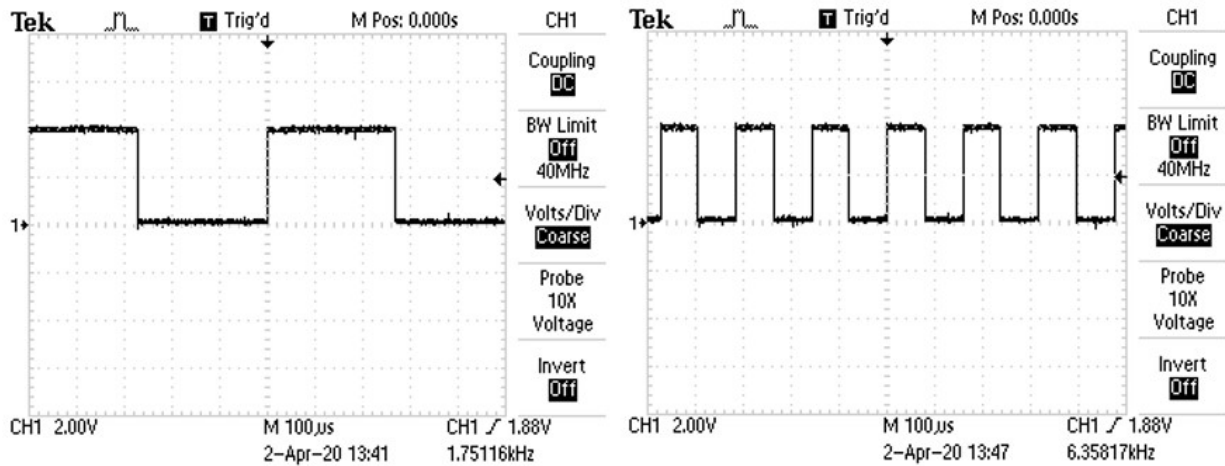 Tek T Trig'd M Pos: 0.000s CH1
Coupling
DC
BW Limit
Off
40MHz
Volts/Div
Coarse
Probe
10X
Voltage
Invert
Off
1
CH1 2.00V M 100µs CH1 1.88V
2-Apr-20 13:41 1.75116kHz
Tek T Trig'd M Pos: 0.000s CH1
Coupling
DC
BW Limit
Off
40MHz
Volts/Div
Coarse
Probe
10X
Voltage
Invert
Off
1
CH1 2.00V M 100µs CH1 1.88V
2-Apr-20 13:47 6.35817kHz